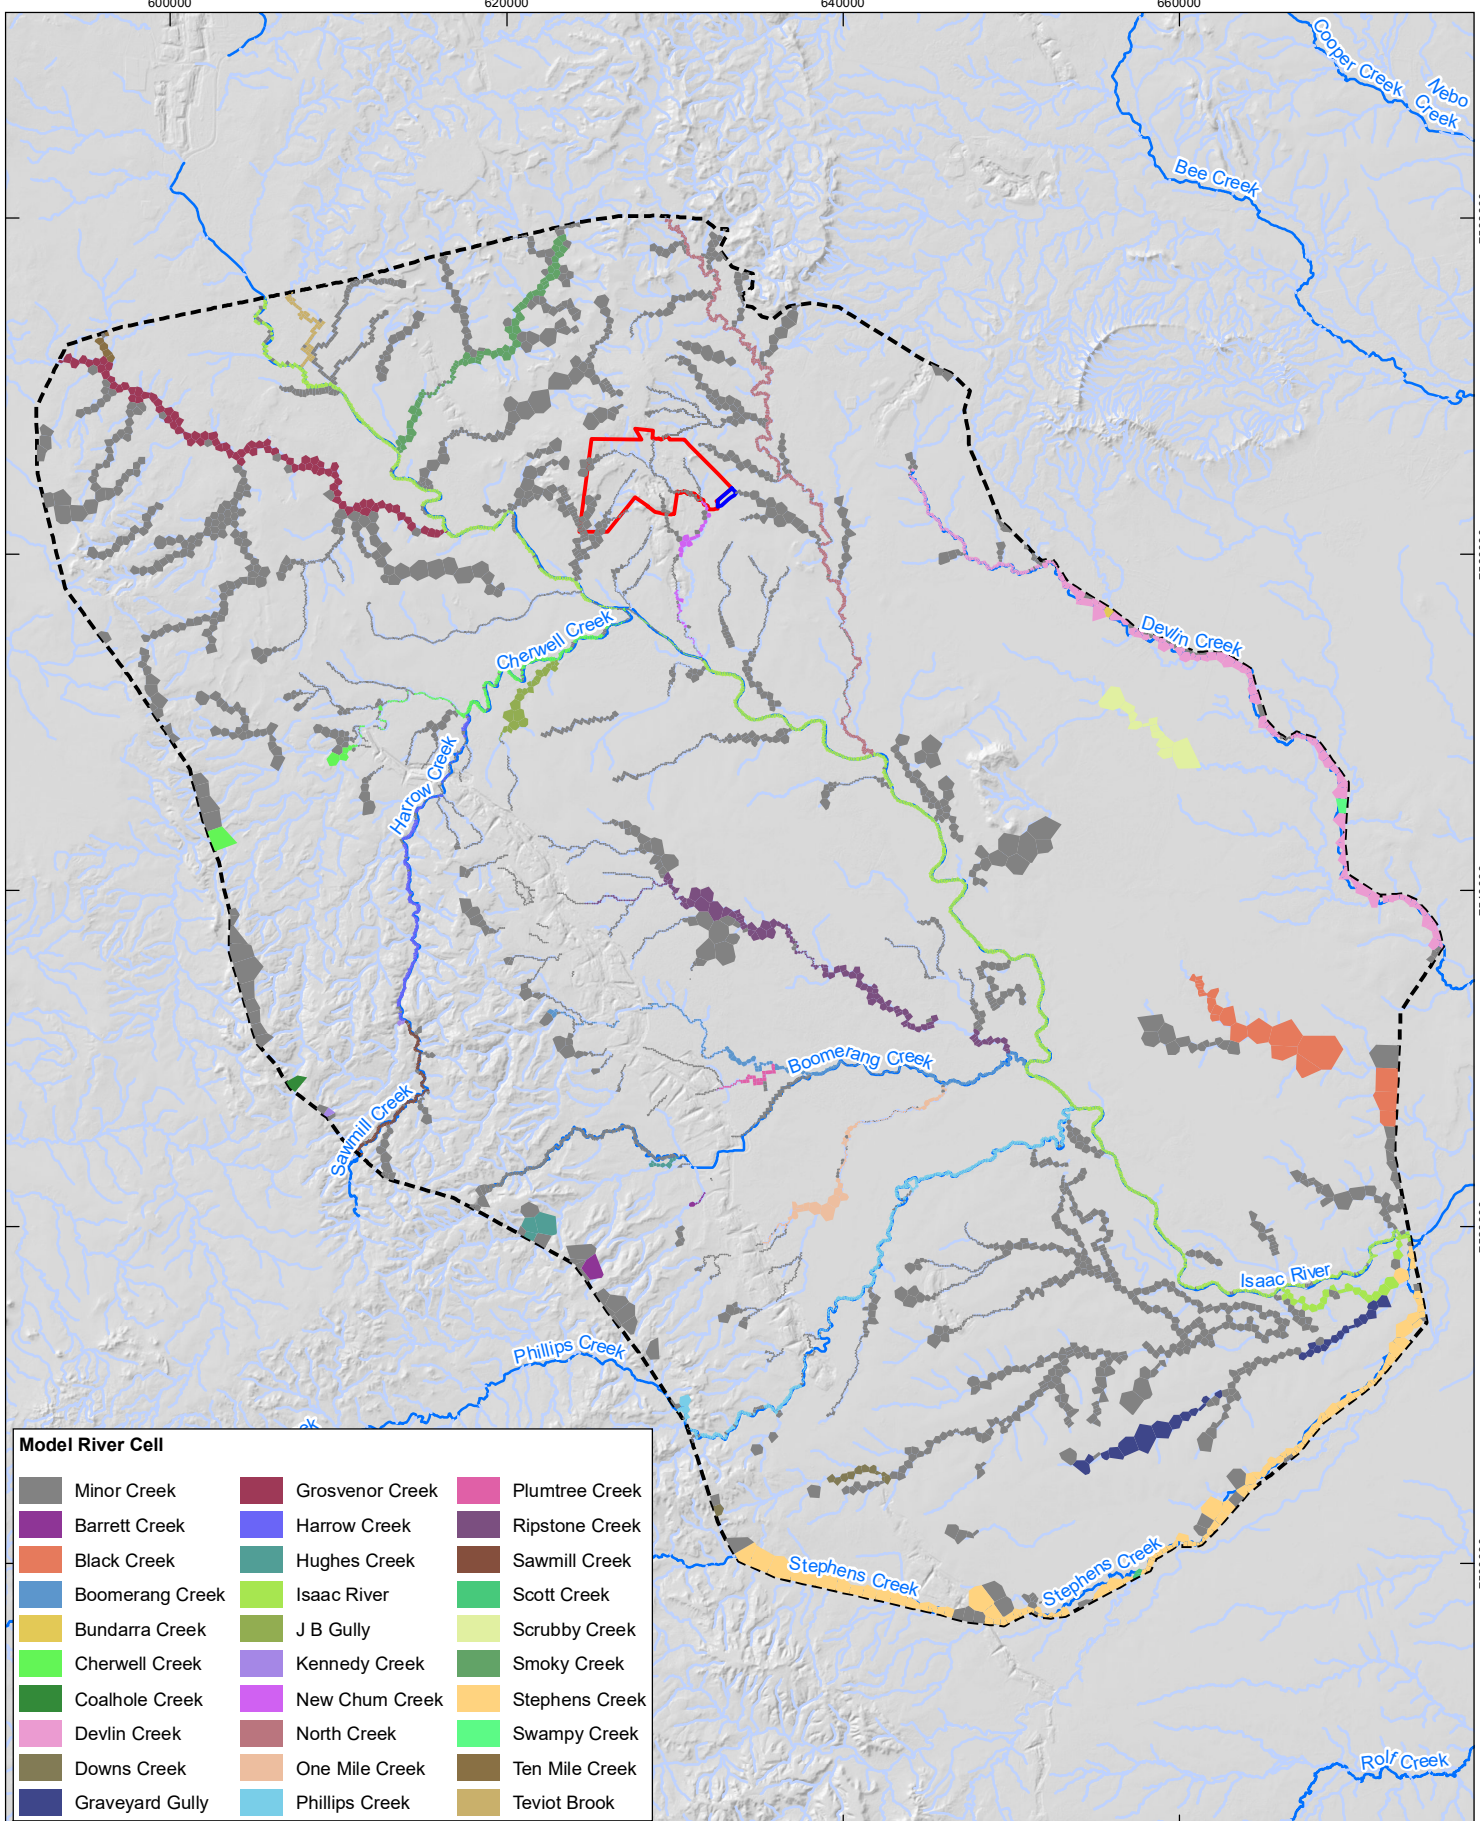 600000
620000
640000
660000
Cooper Creek
Nebo
Creek
Bee Creek
Cherwell Creek
Devlin Creek
Harrow Creek
Boomerang Creek
Sawmill Creek
Isaac River
Phillips Creek
Stephens Creek
Stephens Creek
Rolf Creek
Model River Cell
Minor Creek
Barrett Creek
Black Creek
Boomerang Creek
Bundarra Creek
Cherwell Creek
Coalhole Creek
Devlin Creek
Downs Creek
Graveyard Gully
Grosvenor Creek
Harrow Creek
Hughes Creek
Isaac River
J B Gully
Kennedy Creek
New Chum Creek
North Creek
One Mile Creek
Phillips Creek
Plumtree Creek
Ripstone Creek
Sawmill Creek
Scott Creek
Scrubby Creek
Smoky Creek
Stephens Creek
Swampy Creek
Ten Mile Creek
Teviot Brook